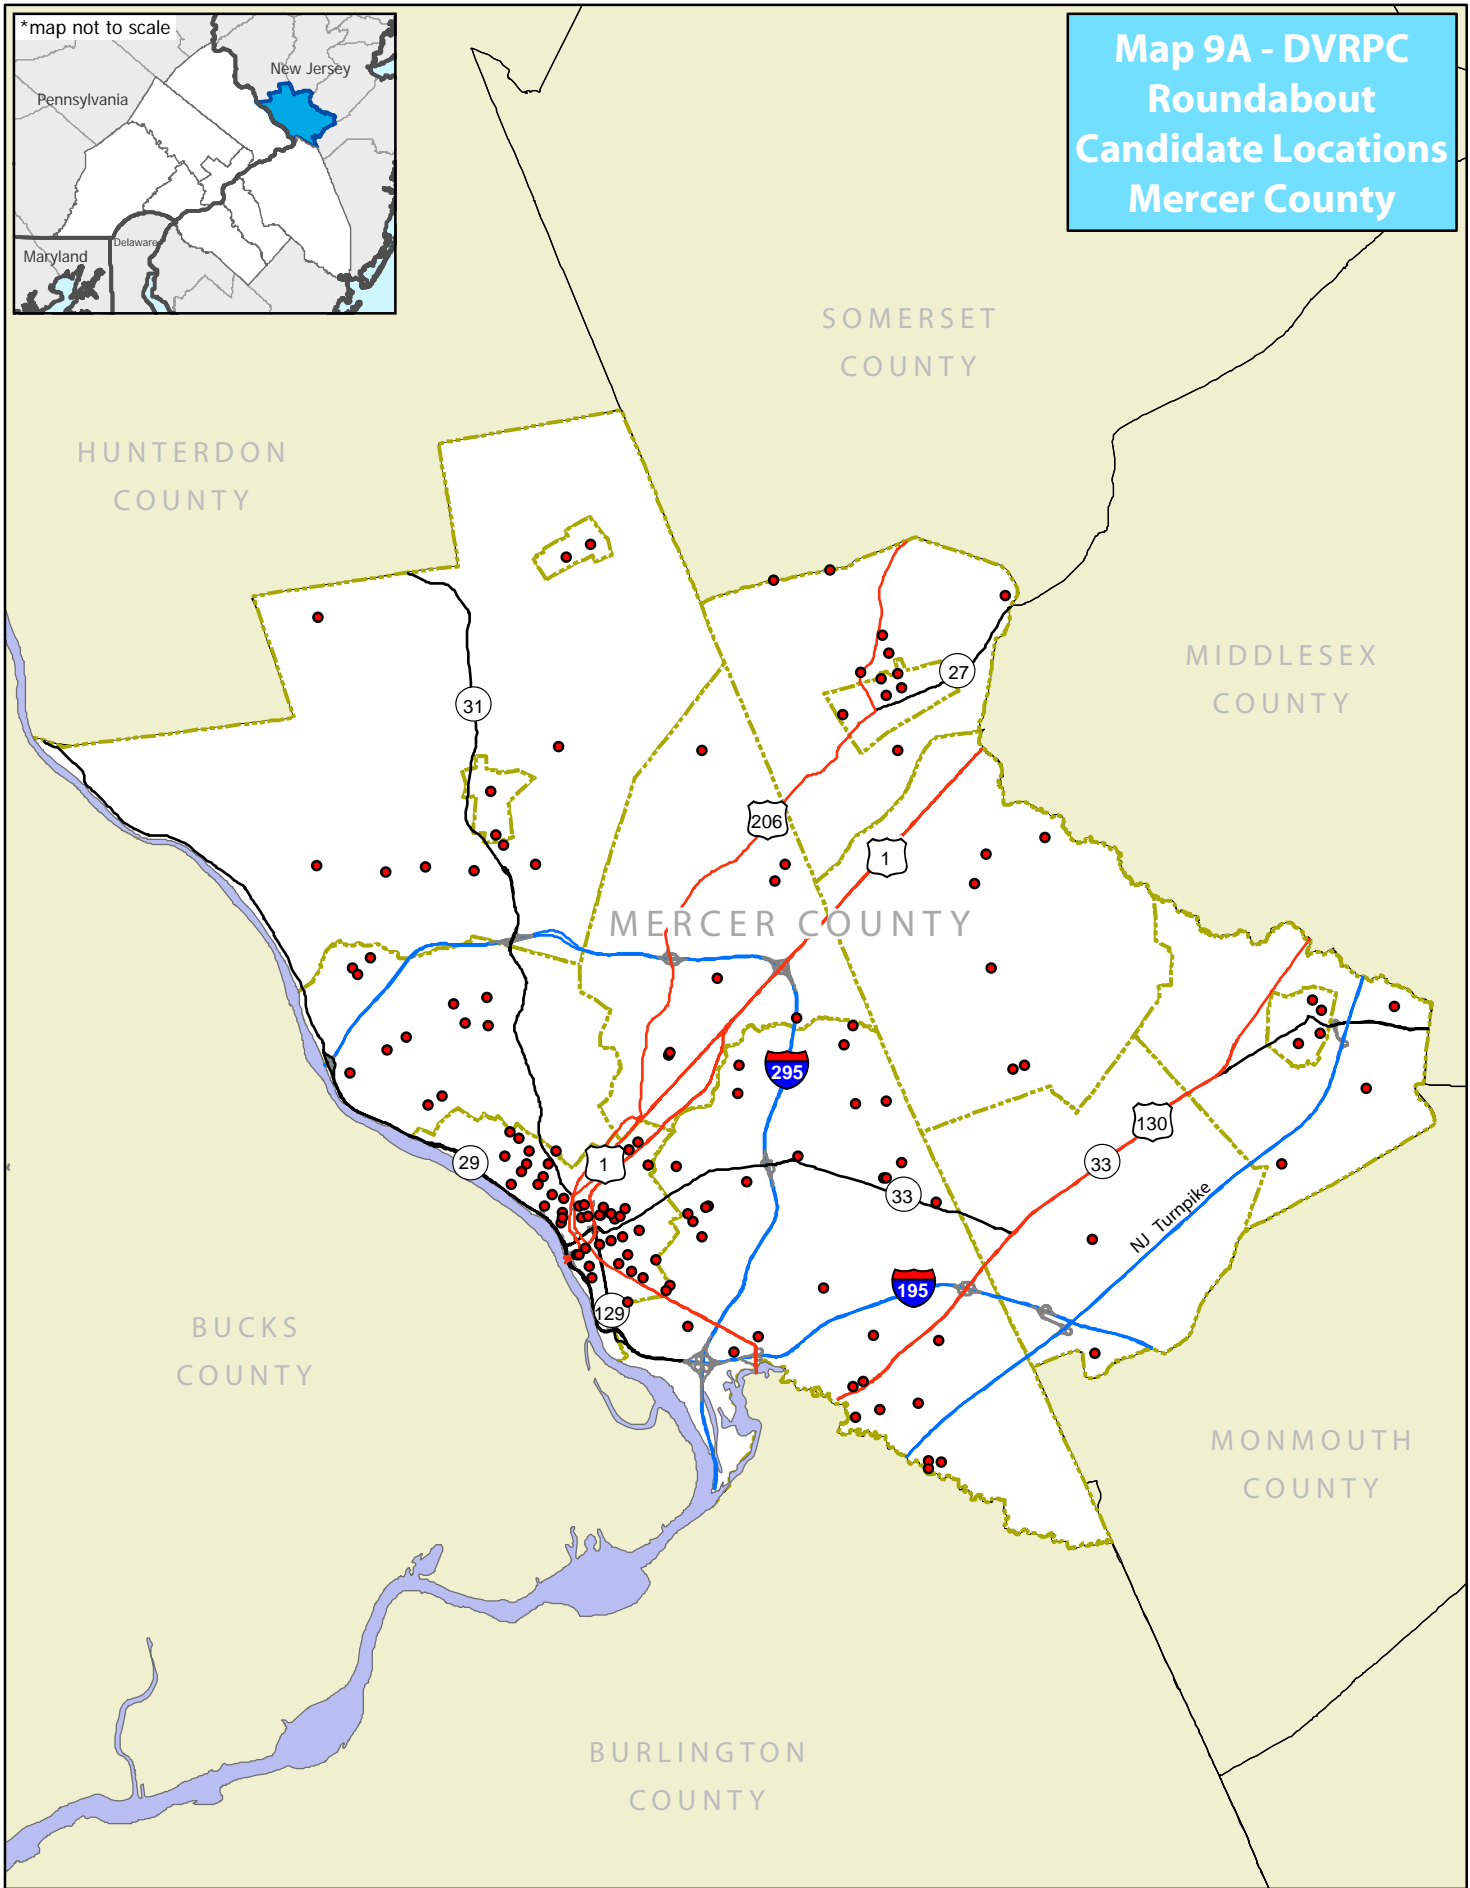 *map not to scale
New Jersey
Pennsylvania
Delaware
Maryland
Map 9A - DVRPC
Roundabout
Candidate Locations
Mercer County
SOMERSET
COUNTY
HUNTERDON
COUNTY
MIDDLESEX
COUNTY
27
31
206
1
MERCER COUNTY
295
130
29
1
33
33
NJ Turnpike
195
129
BUCKS
COUNTY
MONMOUTH
COUNTY
BURLINGTON
COUNTY